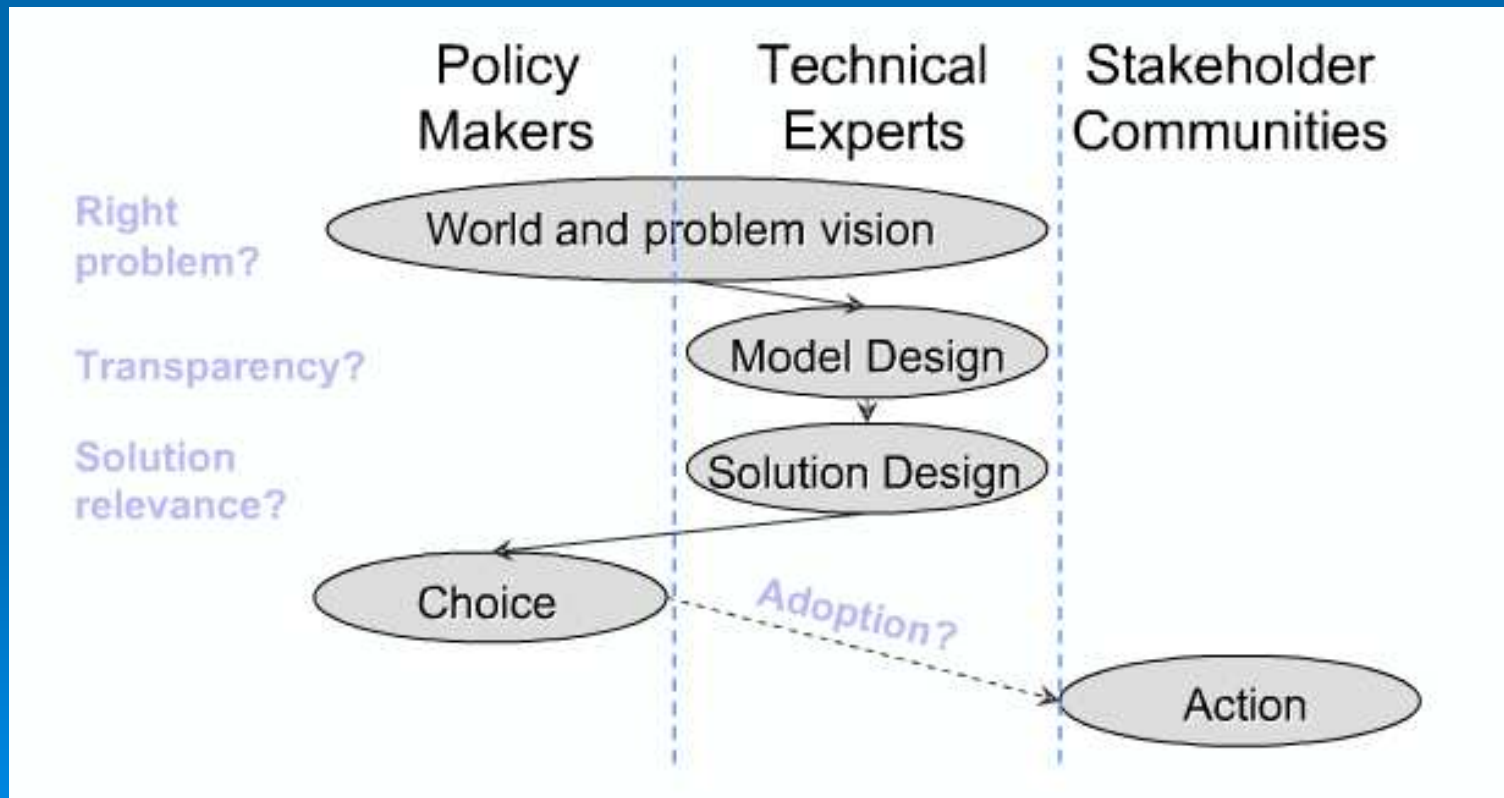 Policy
Makers
Technical
Experts
Stakeholder
Communities
Right
problem?
World and problem vision
Transparency?
Model Design
Solution
relevance?
Solution Design
Choice
Adoption?
Action